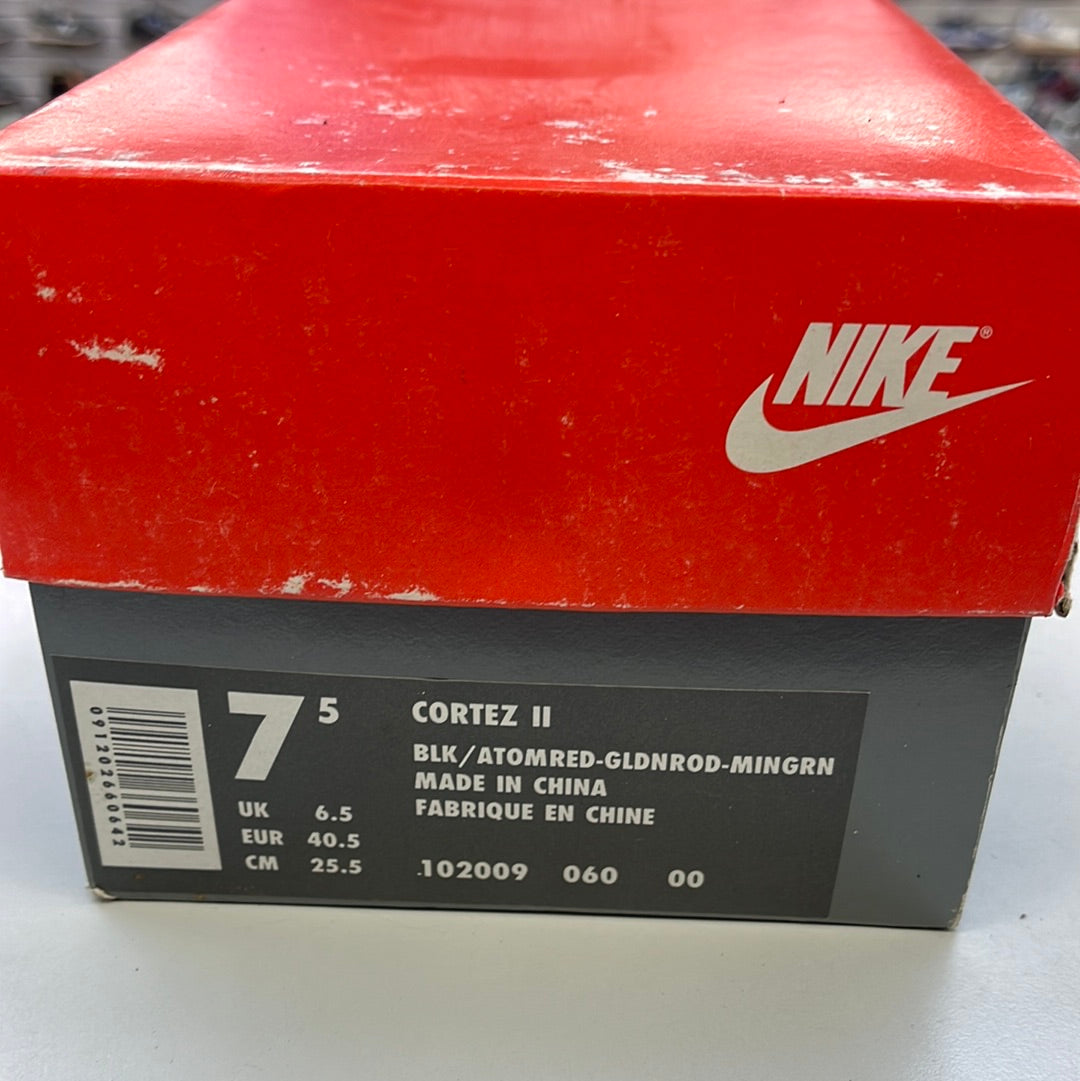 NIKE®
091202660642
7 5
UK 6.5
EUR 40.5
CM 25.5
CORTEZ II
BLK/ATOMRED-GLDNROD-MINGRN
MADE IN CHINA
FABRIQUE EN CHINE
102009 060 00